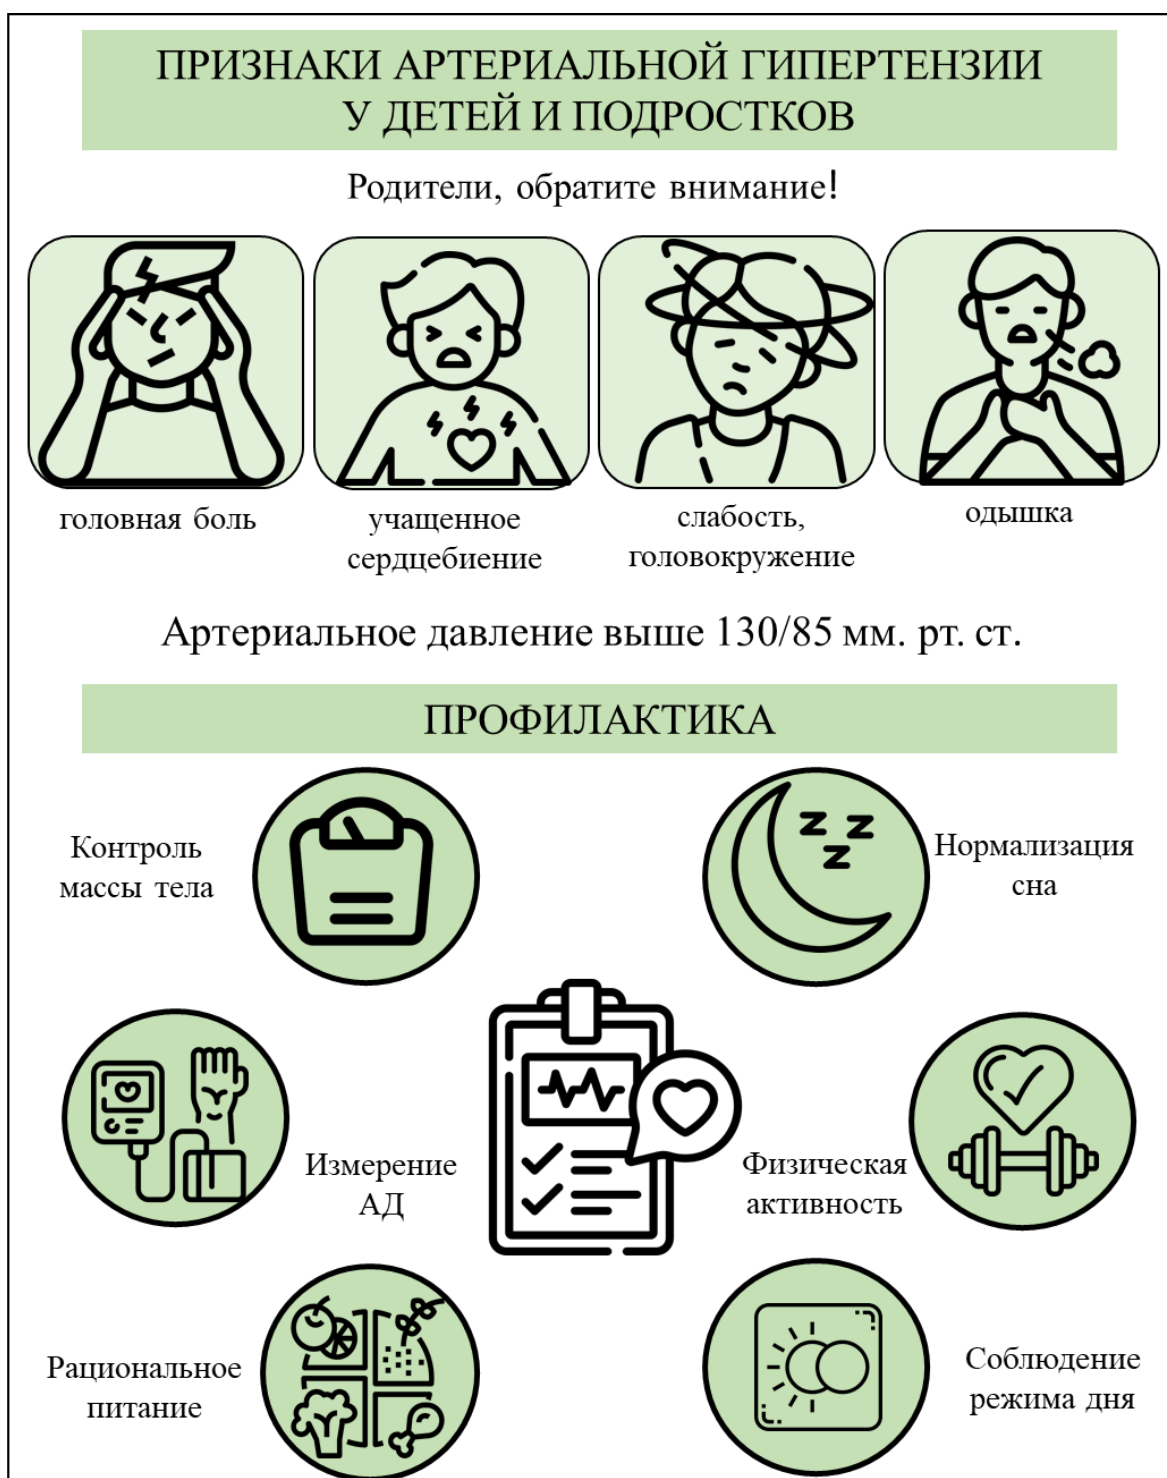 ПРИЗНАКИ АРТЕРИАЛЬНОЙ ГИПЕРТЕНЗИИ
У ДЕТЕЙ И ПОДРОСТКОВ
Родители, обратите внимание!
головная боль
учащенное
сердцебиение
слабость,
головокружение
одышка
Артериальное давление выше 130/85 мм. рт. ст.
ПРОФИЛАКТИКА
Контроль
массы тела
z z
z
Нормализация
сна
Измерение
АД
Физическая
активность
Рациональное
питание
Соблюдение
режима дня